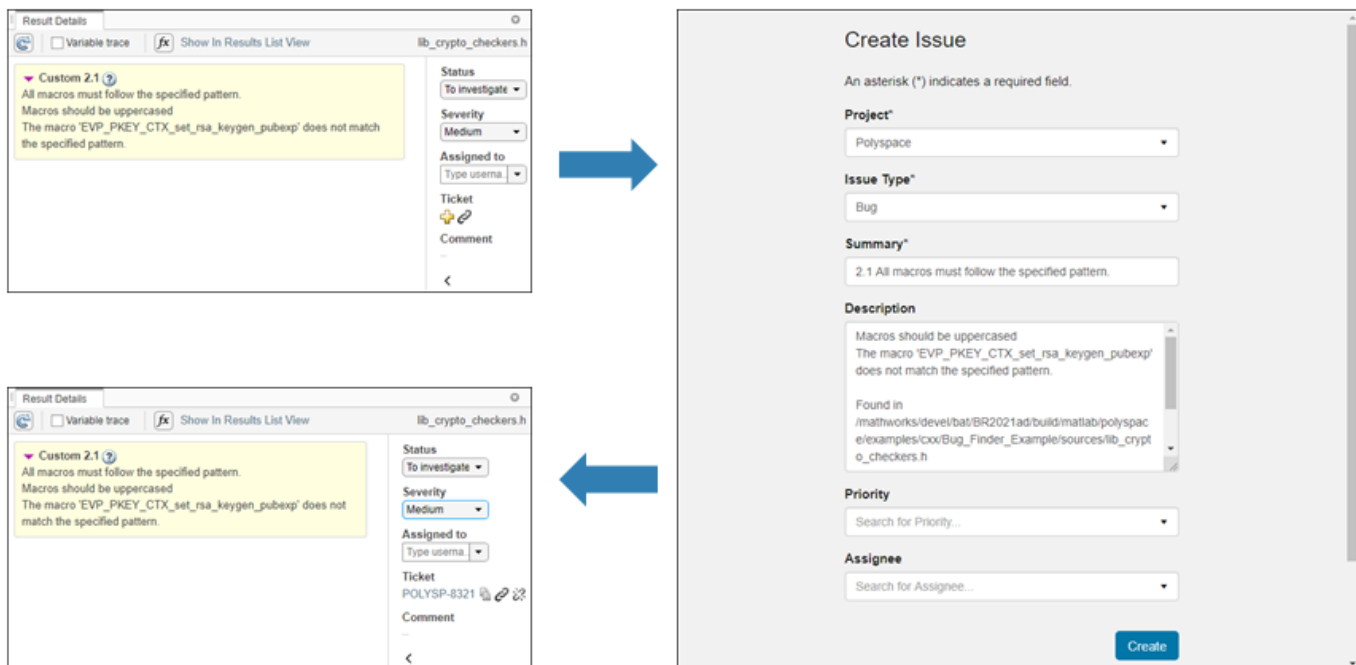 Result Details
Variable trace
fx Show In Results List View
lib_crypto_checkers.h
Custom 2.1
All macros must follow the specified pattern.
Macros should be uppercased
The macro 'EVP_PKEY_CTX_set_rsa_keygen_pubexp' does not match
the specified pattern.
Status
To investigate
Severity
Medium
Assigned to
Type userna..
Ticket
Comment
Create Issue
An asterisk (*) indicates a required field.
Project*
Polyspace
Issue Type*
Bug
Summary*
2.1 All macros must follow the specified pattern.
Description
Macros should be uppercased
The macro 'EVP_PKEY_CTX_set_rsa_keygen_pubexp'
does not match the specified pattern.
Found in
/mathworks/devel/bat/BR2021ad/build/matlab/polyspac
e/examples/cxx/Bug_Finder_Example/sources/lib_crypt
o_checkers.h
Priority
Search for Priority...
Assignee
Search for Assignee...
Create
Result Details
Variable trace
fx Show In Results List View
lib_crypto_checkers.h
Custom 2.1
All macros must follow the specified pattern.
Macros should be uppercased
The macro 'EVP_PKEY_CTX_set_rsa_keygen_pubexp' does not
match the specified pattern.
Status
To investigate
Severity
Medium
Assigned to
Type userna..
Ticket
POLYSP-8321
Comment